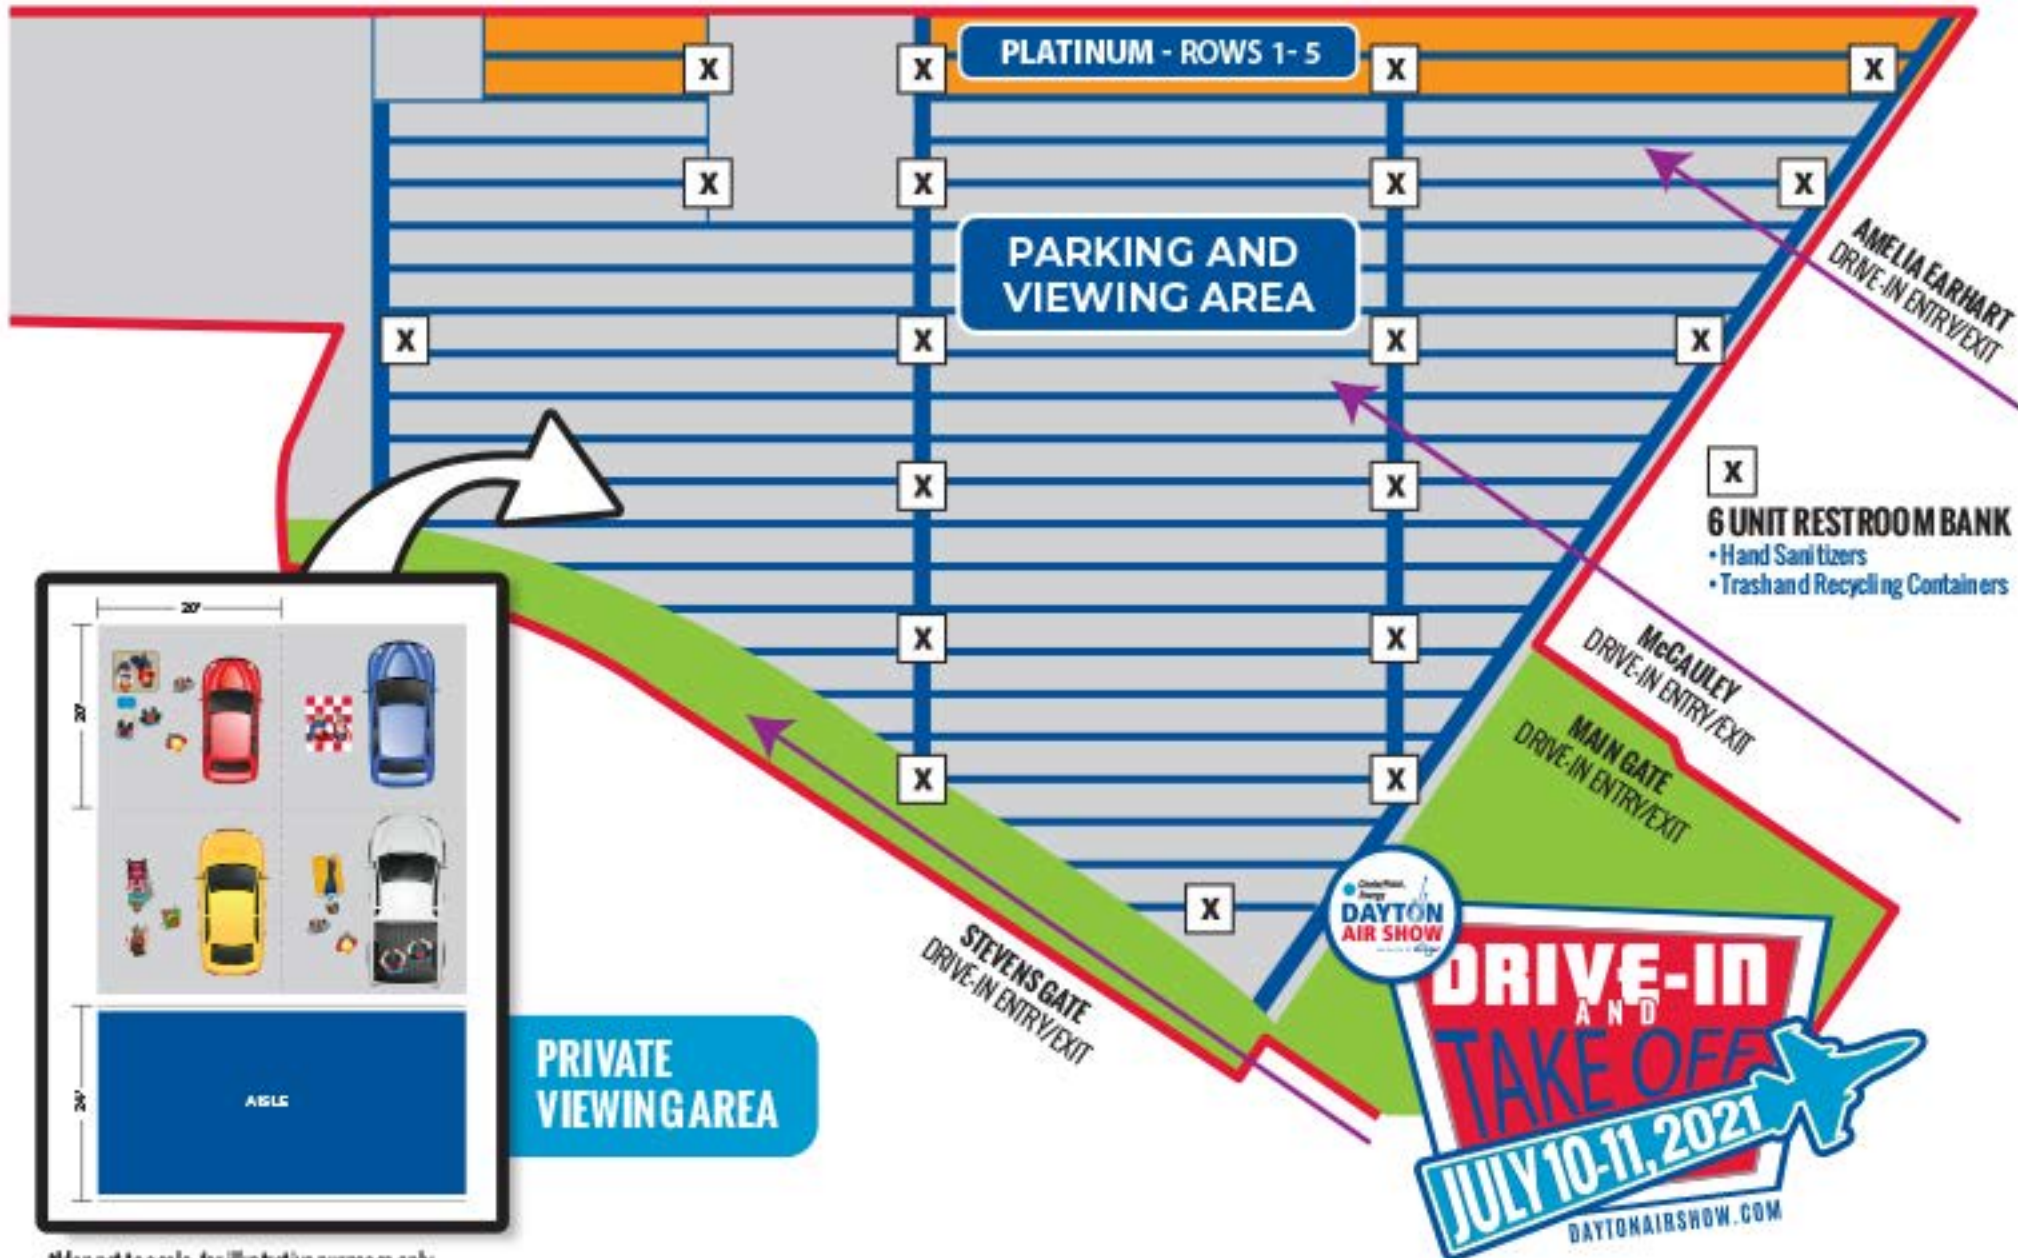 PLATINUM - ROWS 1- 5
X
X
X
X
X
X
X
X
PARKING AND
VIEWING AREA
AMELIA EARHART
DRIVE-IN ENTRY/EXIT
X
X
X
X
X
X
X
6 UNIT RESTROOM BANK
• Hand Sanitizers
• Trash and Recycling Containers
X
X
McCAULEY
DRIVE-IN ENTRY/EXIT
MAIN GATE
DRIVE-IN ENTRY/EXIT
X
X
X
STEVENS GATE
DRIVE-IN ENTRY/EXIT
20'
20'
24'
AISLE
PRIVATE
VIEWING AREA
DAYTON
AIR SHOW
DRIVE-IN
AND
TAKE OFF
JULY 10-11, 2021
DAYTONAIRSHOW.COM